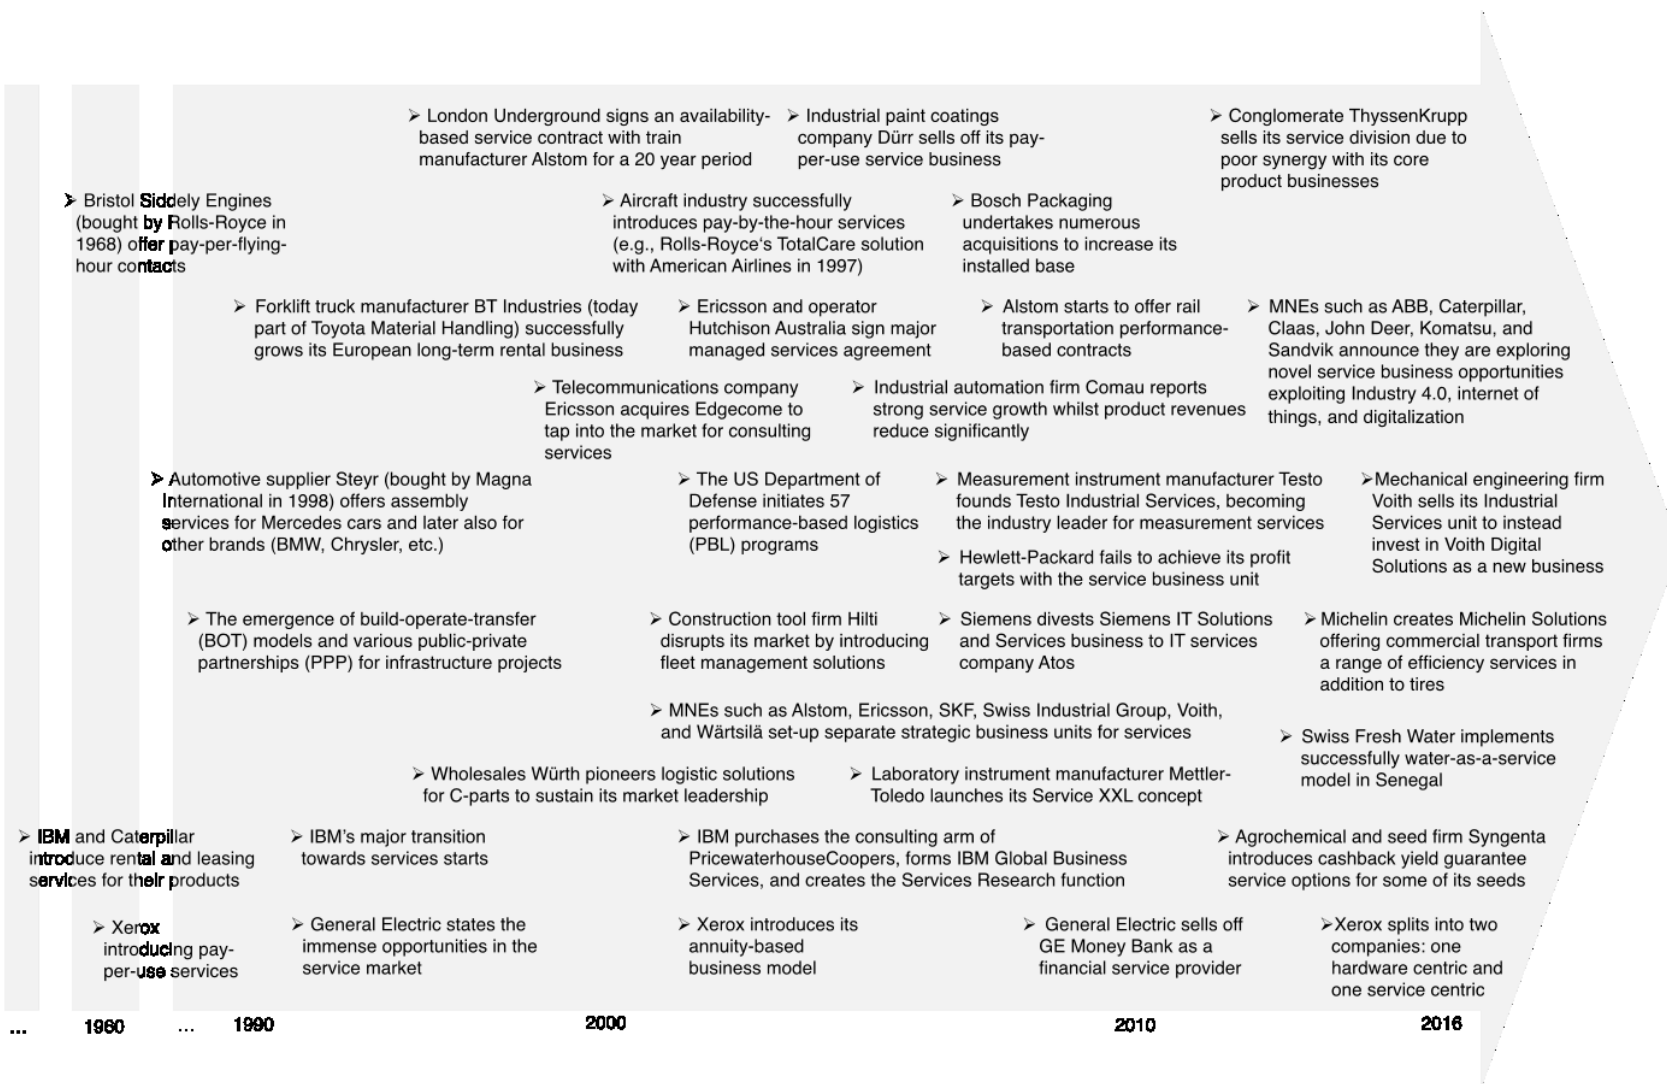 ➢ London Underground signs an availability-
based service contract with train
manufacturer Alstom for a 20 year period
➢ Industrial paint coatings
company Dürr sells off its pay-
per-use service business
➢ Conglomerate ThyssenKrupp
sells its service division due to
poor synergy with its core
product businesses
➢ Bristol Siddely Engines
(bought by Rolls-Royce in
1968) offer pay-per-flying-
hour contacts
➢ Aircraft industry successfully
introduces pay-by-the-hour services
(e.g., Rolls-Royce‘s TotalCare solution
with American Airlines in 1997)
➢ Bosch Packaging
undertakes numerous
acquisitions to increase its
installed base
➢ Forklift truck manufacturer BT Industries (today
part of Toyota Material Handling) successfully
grows its European long-term rental business
➢ Ericsson and operator
Hutchison Australia sign major
managed services agreement
➢ Alstom starts to offer rail
transportation performance-
based contracts
➢ MNEs such as ABB, Caterpillar,
Claas, John Deer, Komatsu, and
Sandvik announce they are exploring
novel service business opportunities
exploiting Industry 4.0, internet of
things, and digitalization
➢ Telecommunications company
Ericsson acquires Edgecome to
tap into the market for consulting
services
➢ Industrial automation firm Comau reports
strong service growth whilst product revenues
reduce significantly
➢ Automotive supplier Steyr (bought by Magna
International in 1998) offers assembly
services for Mercedes cars and later also for
other brands (BMW, Chrysler, etc.)
➢ The US Department of
Defense initiates 57
performance-based logistics
(PBL) programs
➢ Measurement instrument manufacturer Testo
founds Testo Industrial Services, becoming
the industry leader for measurement services
➢ Mechanical engineering firm
Voith sells its Industrial
Services unit to instead
invest in Voith Digital
Solutions as a new business
➢ Hewlett-Packard fails to achieve its profit
targets with the service business unit
➢ The emergence of build-operate-transfer
(BOT) models and various public-private
partnerships (PPP) for infrastructure projects
➢ Construction tool firm Hilti
disrupts its market by introducing
fleet management solutions
➢ Siemens divests Siemens IT Solutions
and Services business to IT services
company Atos
➢ Michelin creates Michelin Solutions
offering commercial transport firms
a range of efficiency services in
addition to tires
➢ MNEs such as Alstom, Ericsson, SKF, Swiss Industrial Group, Voith,
and Wärtsilä set-up separate strategic business units for services
➢ Swiss Fresh Water implements
successfully water-as-a-service
model in Senegal
➢ Wholesales Würth pioneers logistic solutions
for C-parts to sustain its market leadership
➢ Laboratory instrument manufacturer Mettler-
Toledo launches its Service XXL concept
➢ IBM and Caterpillar
introduce rental and leasing
services for their products
➢ IBM’s major transition
towards services starts
➢ IBM purchases the consulting arm of
PricewaterhouseCoopers, forms IBM Global Business
Services, and creates the Services Research function
➢ Agrochemical and seed firm Syngenta
introduces cashback yield guarantee
service options for some of its seeds
➢ Xerox
introducing pay-
per-use services
➢ General Electric states the
immense opportunities in the
service market
➢ Xerox introduces its
annuity-based
business model
➢ General Electric sells off
GE Money Bank as a
financial service provider
➢ Xerox splits into two
companies: one
hardware centric and
one service centric
... 1960 ... 1990 2000 2010 2016